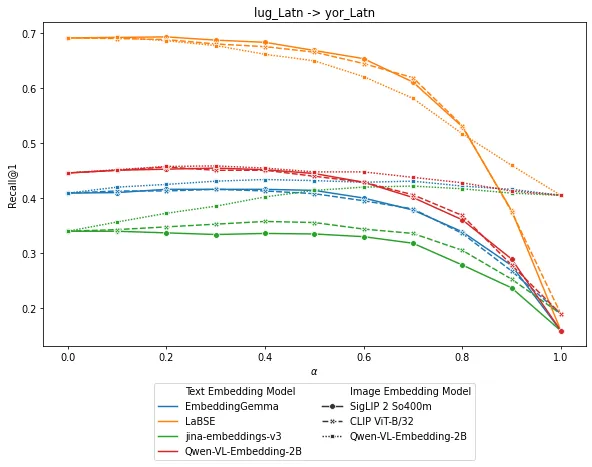 lug_Latn -> yor_Latn
Recall@1
0.7
0.6
0.5
0.4
0.3
0.2
0.0 0.2 0.4 0.6 0.8 1.0
α
Text Embedding Model Image Embedding Model
EmbeddingGemma SigLIP 2 So400m
LaBSE CLIP ViT-B/32
jina-embeddings-v3 Qwen-VL-Embedding-2B
Qwen-VL-Embedding-2B